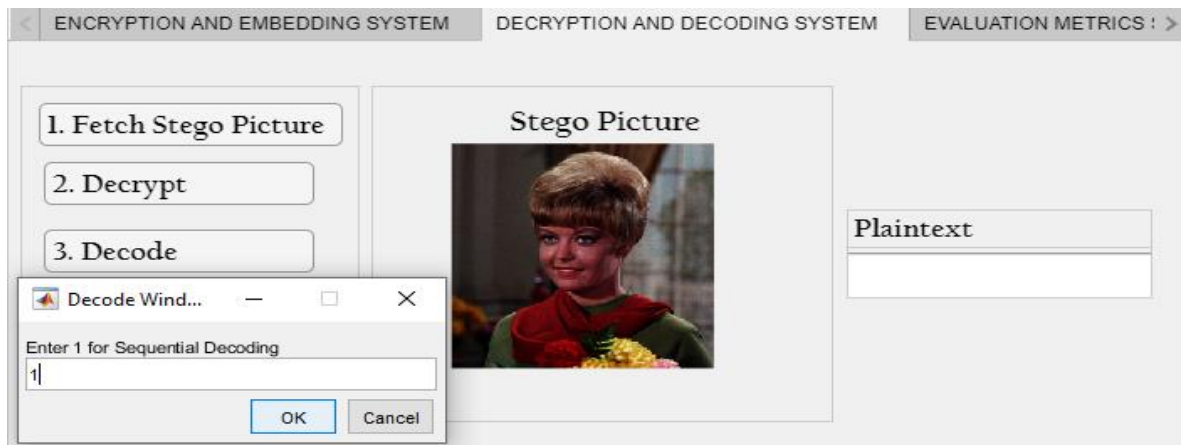 ENCRYPTION AND EMBEDDING SYSTEM
DECRYPTION AND DECODING SYSTEM
EVALUATION METRICS
1. Fetch Stego Picture
2. Decrypt
3. Decode
Stego Picture
Plaintext
Decode Wind...
Enter 1 for Sequential Decoding
1
OK
Cancel